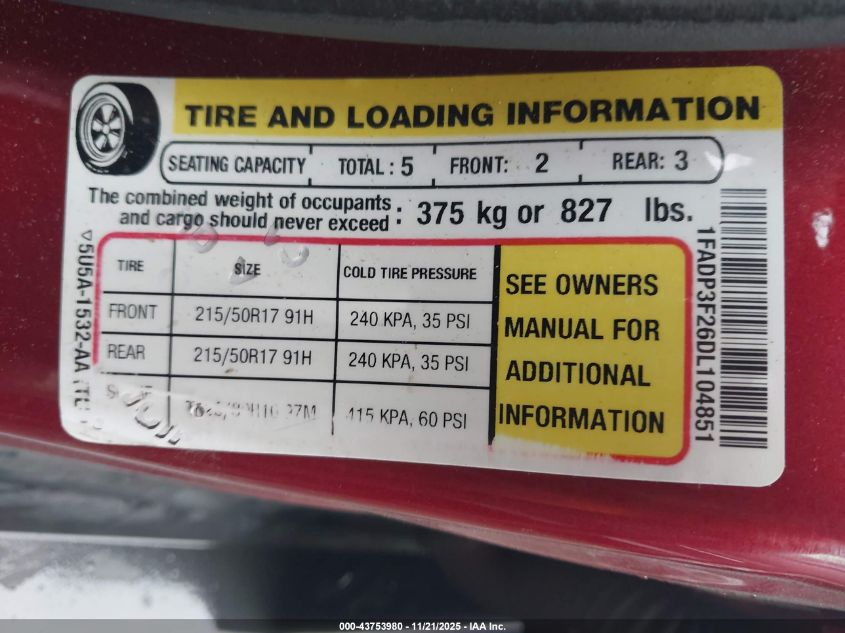 TIRE AND LOADING INFORMATION
SEATING CAPACITY TOTAL : 5 FRONT: 2 REAR: 3
The combined weight of occupants
and cargo should never exceed : 375 kg or 827 lbs.
TIRE SIZE COLD TIRE PRESSURE
FRONT 215/50R17 91H 240 KPA, 35 PSI
REAR 215/50R17 91H 240 KPA, 35 PSI
415 KPA, 60 PSI
SEE OWNERS
MANUAL FOR
ADDITIONAL
INFORMATION
1FADP3F26DL104851
5U5A-1532-AA
000-43753980 - 11/21/2025 - IAA Inc.